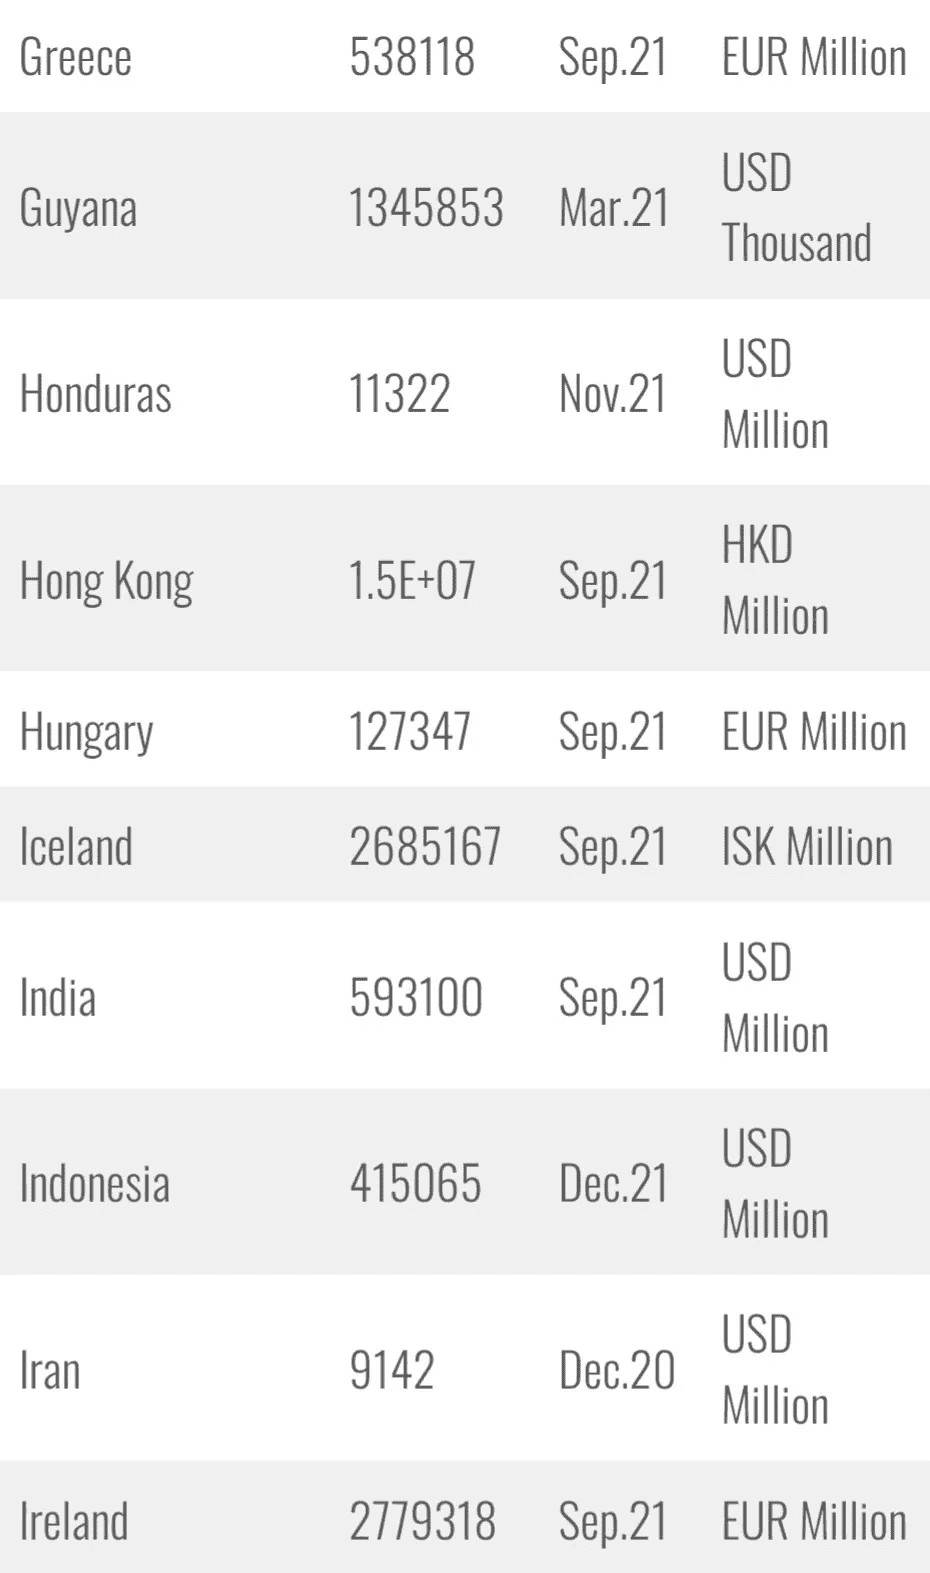 Greece 538118 Sep.21 EUR Million
Guyana 1345853 Mar.21 USD
Thousand
Honduras 11322 Nov.21 USD
Million
Hong Kong 1.5E+07 Sep.21 HKD
Million
Hungary 127347 Sep.21 EUR Million
Iceland 2685167 Sep.21 ISK Million
India 593100 Sep.21 USD
Million
Indonesia 415065 Dec.21 USD
Million
Iran 9142 Dec.20 USD
Million
Ireland 2779318 Sep.21 EUR Million